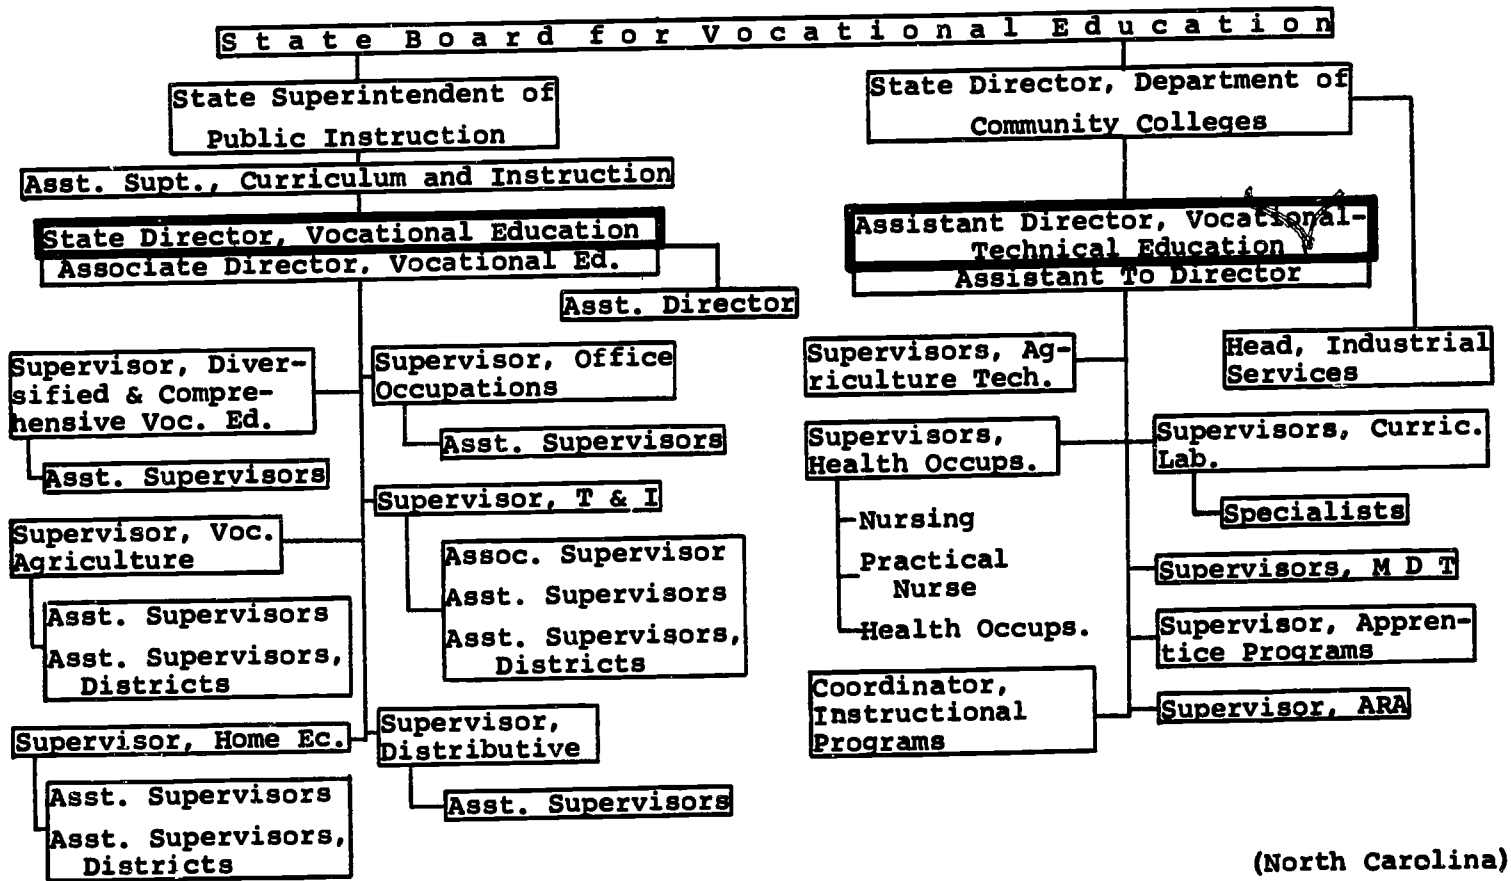 State Board for Vocational Education
State Superintendent of
Public Instruction
Asst. Supt., Curriculum and Instruction
State Director, Vocational Education
Associate Director, Vocational Ed.
Asst. Director
Supervisor, Diver-
sified & Compre-
hensive Voc. Ed.
Asst. Supervisors
Supervisor, Office
Occupations
Asst. Supervisors
Supervisor, Voc.
Agriculture
Asst. Supervisors
Asst. Supervisors,
Districts
Supervisor, T & I
Assoc. Supervisor
Asst. Supervisors
Asst. Supervisors,
Districts
Supervisor, Home Ec.
Asst. Supervisors
Asst. Supervisors,
Districts
Supervisor,
Distributive
Asst. Supervisors
State Director, Department of
Community Colleges
Assistant Director, Vocational-
Technical Education
Assistant To Director
Supervisors, Ag-
riculture Tech.
Head, Industrial
Services
Supervisors,
Health Occups.
Nursing
Practical
Nurse
Health Occups.
Supervisors, Curric.
Lab.
Specialists
Supervisors, M D T
Supervisor, Appren-
tice Programs
Coordinator,
Instructional
Programs
Supervisor, ARA
(North Carolina)